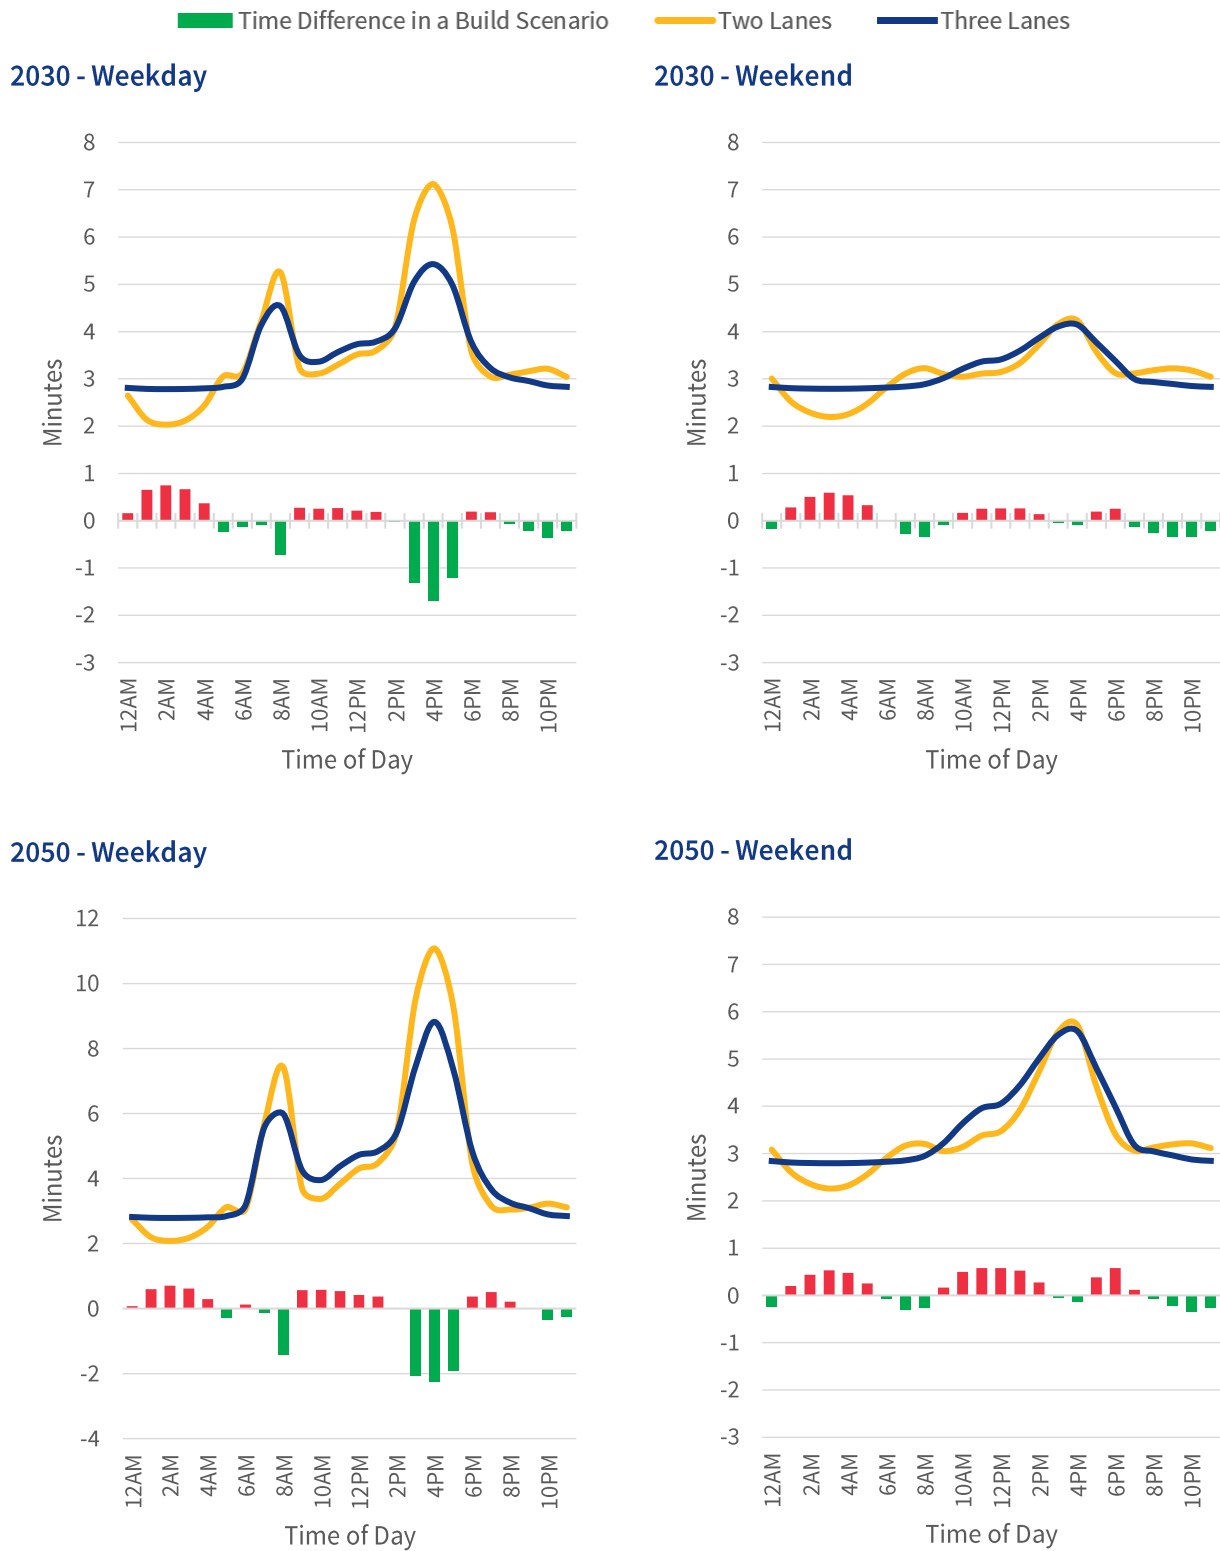 Time Difference in a Build Scenario Two Lanes Three Lanes
2030 - Weekday
8
7
6
5
4
3
2
1
0
-1
-2
-3
Minutes
12AM 2AM 4AM 6AM 8AM 10AM 12PM 2PM 4PM 6PM 8PM 10PM
Time of Day
2030 - Weekend
8
7
6
5
4
3
2
1
0
-1
-2
-3
Minutes
12AM 2AM 4AM 6AM 8AM 10AM 12PM 2PM 4PM 6PM 8PM 10PM
Time of Day
2050 - Weekday
12
10
8
6
4
2
0
-2
-4
Minutes
12AM 2AM 4AM 6AM 8AM 10AM 12PM 2PM 4PM 6PM 8PM 10PM
Time of Day
2050 - Weekend
8
7
6
5
4
3
2
1
0
-1
-2
-3
Minutes
12AM 2AM 4AM 6AM 8AM 10AM 12PM 2PM 4PM 6PM 8PM 10PM
Time of Day